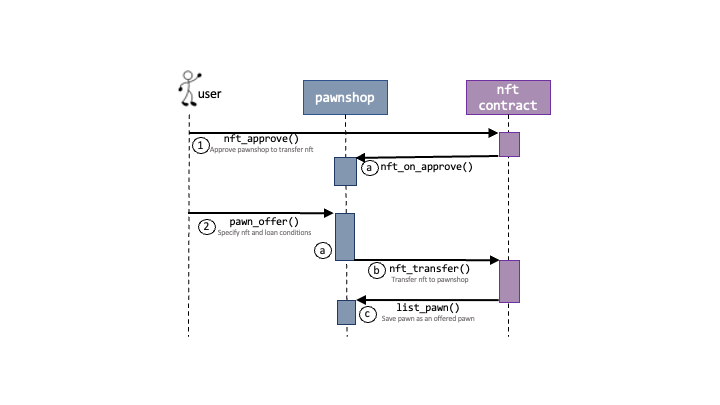 user
pawnshop
nft
contract
nft_approve()
1
Approve pawnshop to transfer nft
a nft_on_approve()
pawn_offer()
2
Specify nft and loan conditions
a
b nft_transfer()
Transfer nft to pawnshop
list_pawn()
c
Save pawn as an offered pawn